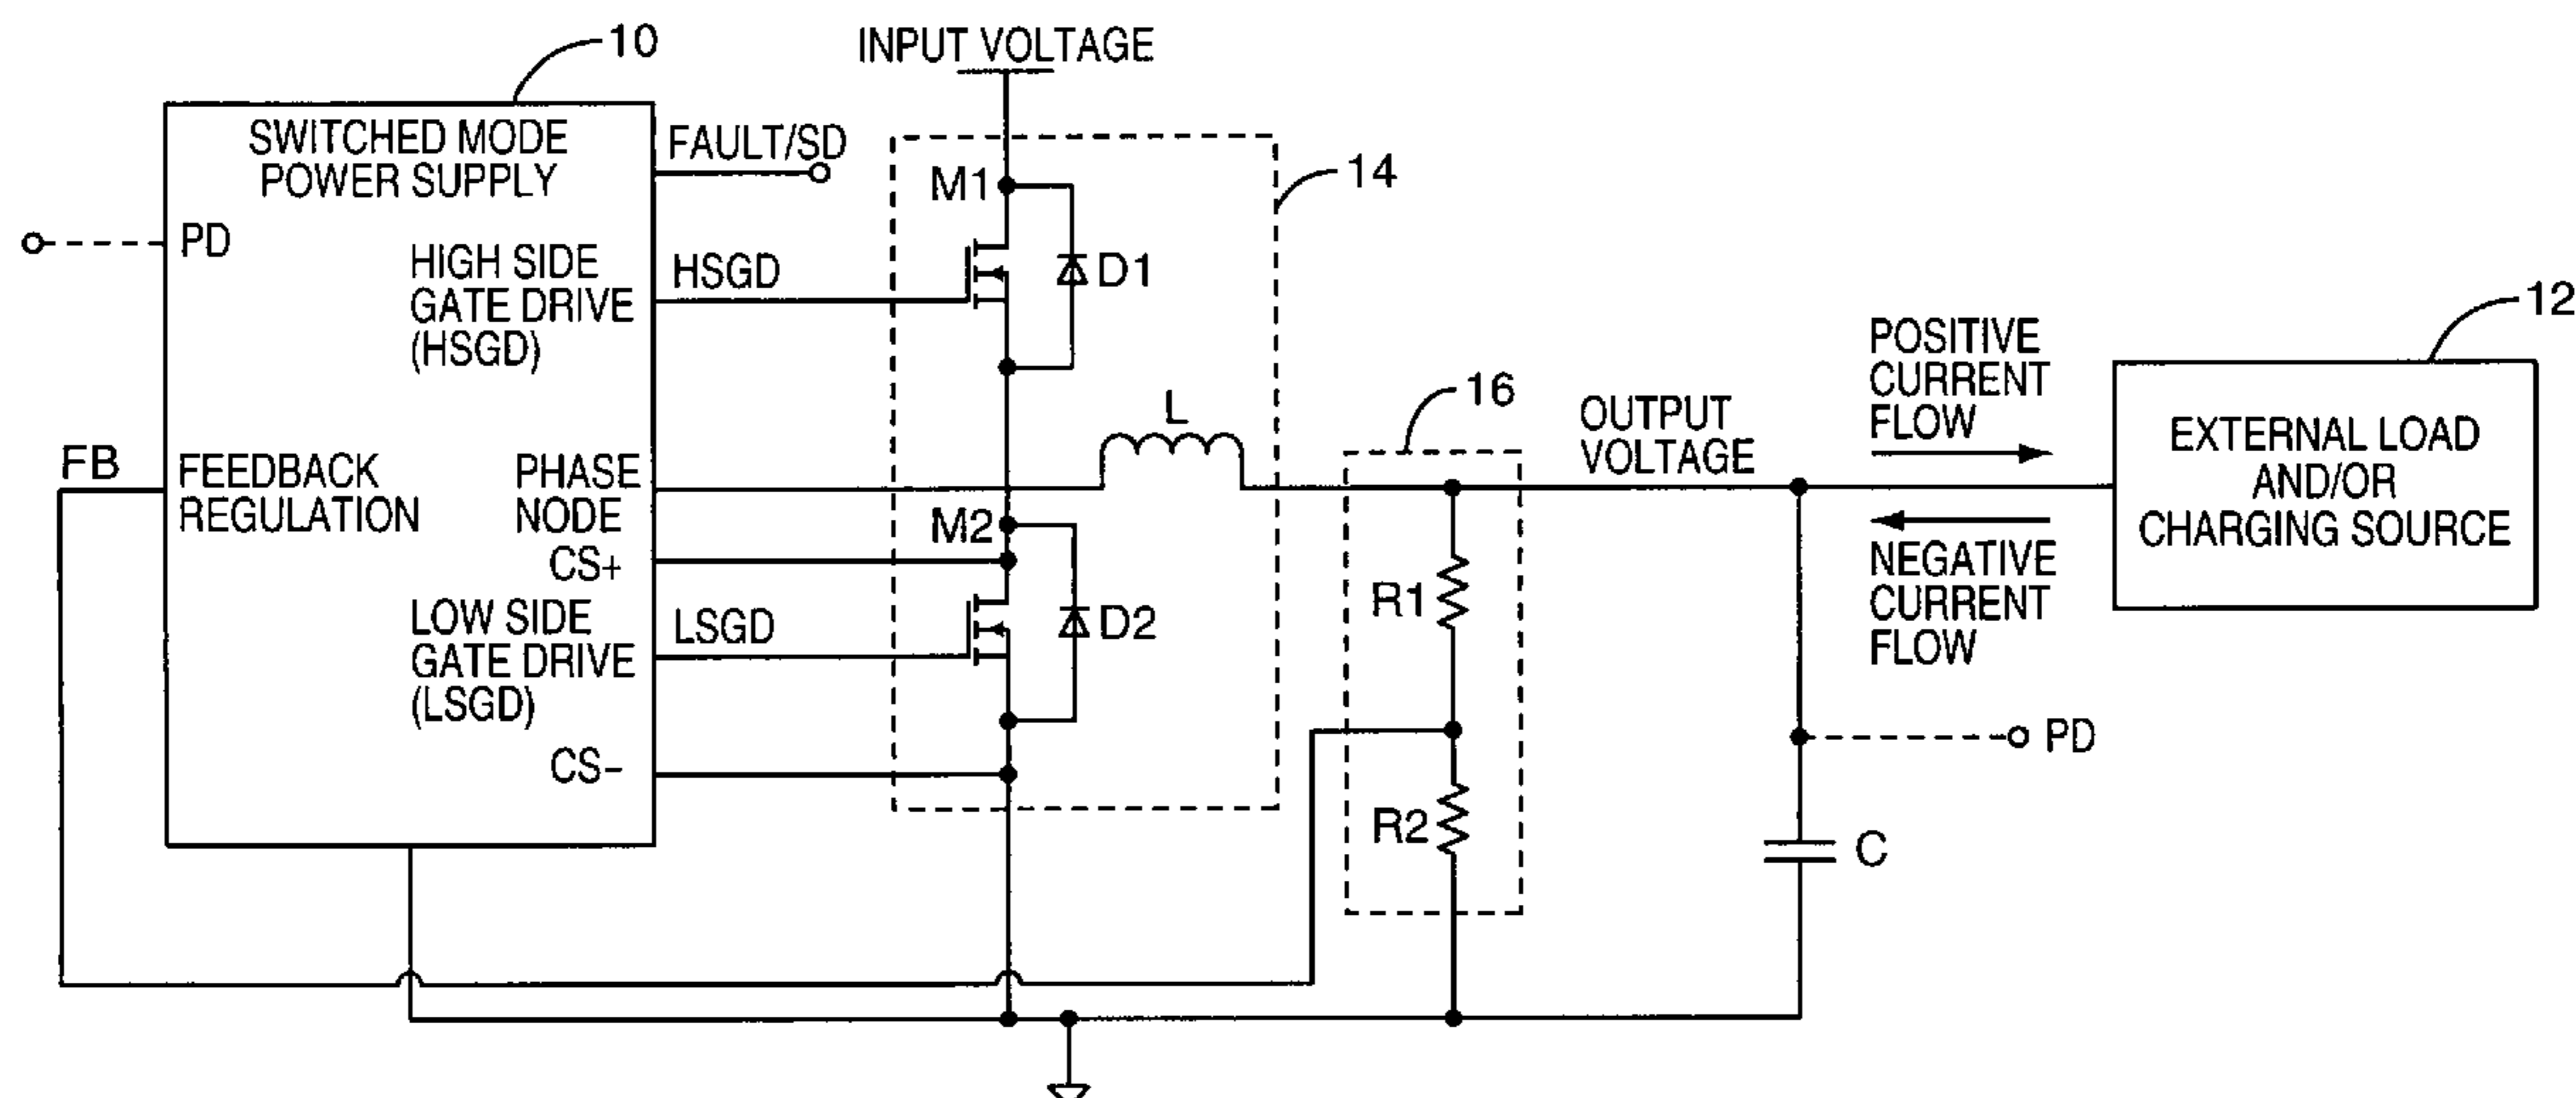 10
INPUT VOLTAGE
SWITCHED MODE
POWER SUPPLY
FAULT/SD
14
M1
PD
HIGH SIDE
GATE DRIVE
(HSGD)
HSGD
D1
12
POSITIVE
CURRENT
FLOW
16
L
OUTPUT
VOLTAGE
EXTERNAL LOAD
AND/OR
CHARGING SOURCE
FB
FEEDBACK
REGULATION
PHASE
NODE
M2
CS+
NEGATIVE
CURRENT
FLOW
R1
LOW SIDE
GATE DRIVE
(LSGD)
LSGD
D2
PD
CS−
R2
C